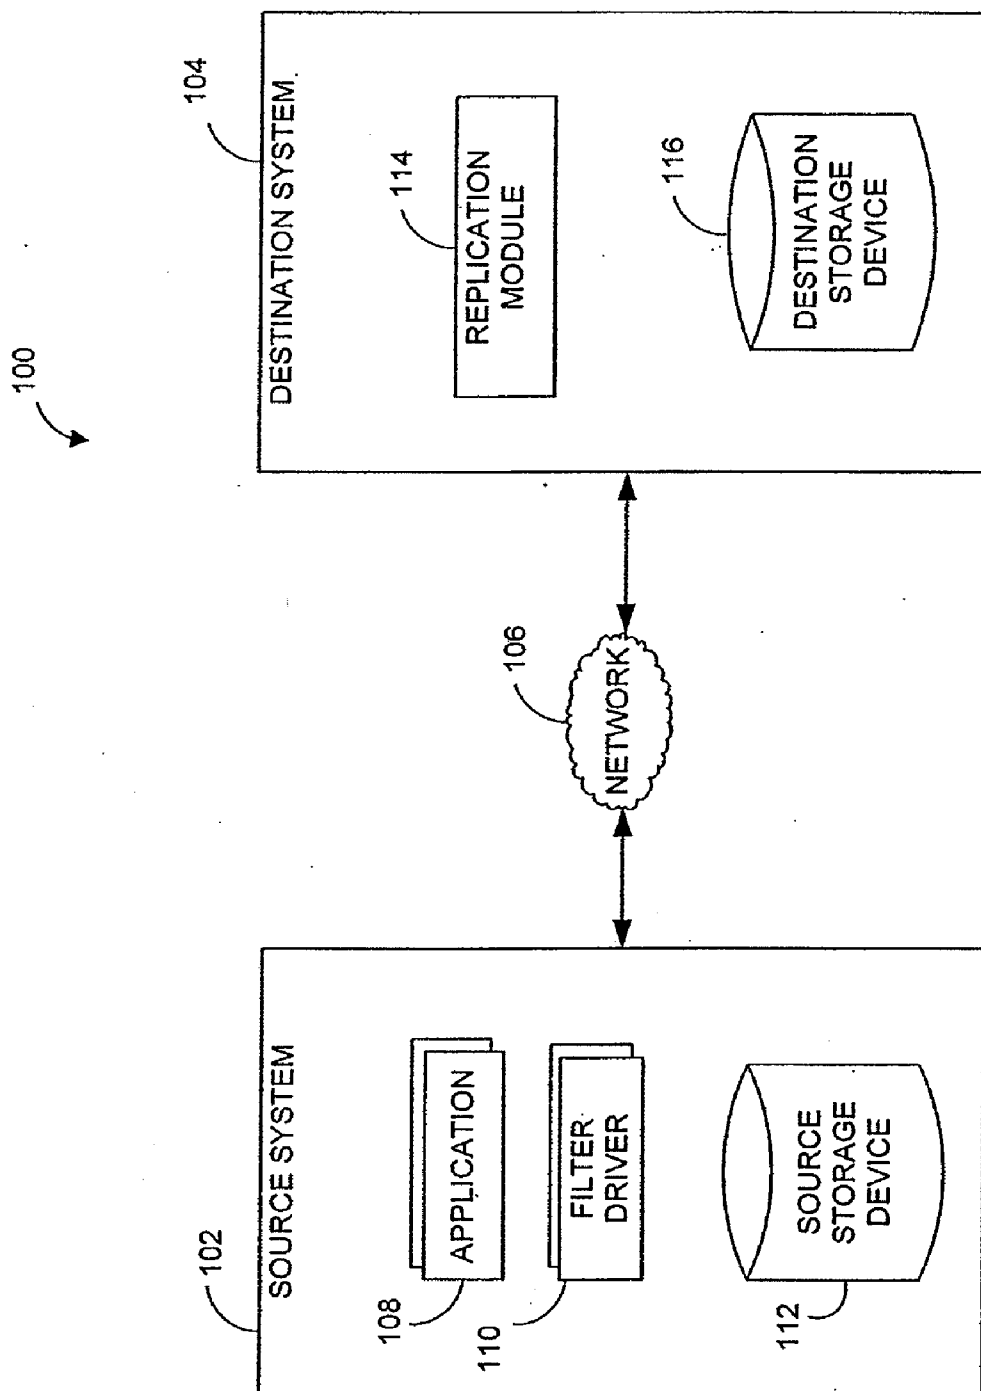 100
102
SOURCE SYSTEM
108
APPLICATION
110
FILTER
DRIVER
112
SOURCE
STORAGE
DEVICE
106
NETWORK
104
DESTINATION SYSTEM
114
REPLICATION
MODULE
116
DESTINATION
STORAGE
DEVICE